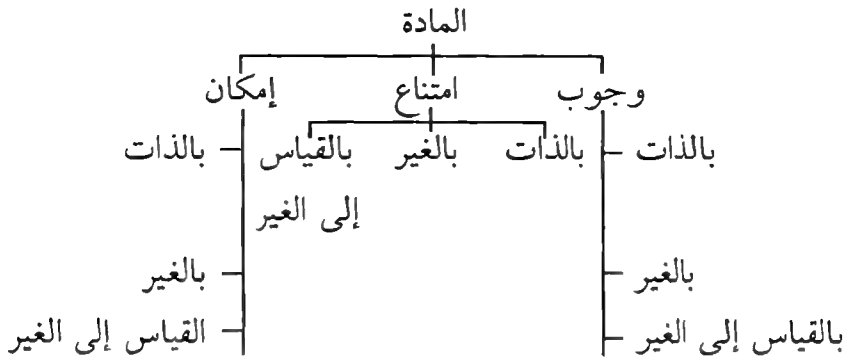 المادة
وجوب امتناع إمكان
بالذات بالذات بالغير بالقياس بالذات
إلى الغير
بالغير بالغير
بالقياس إلى الغير القياس إلى الغير